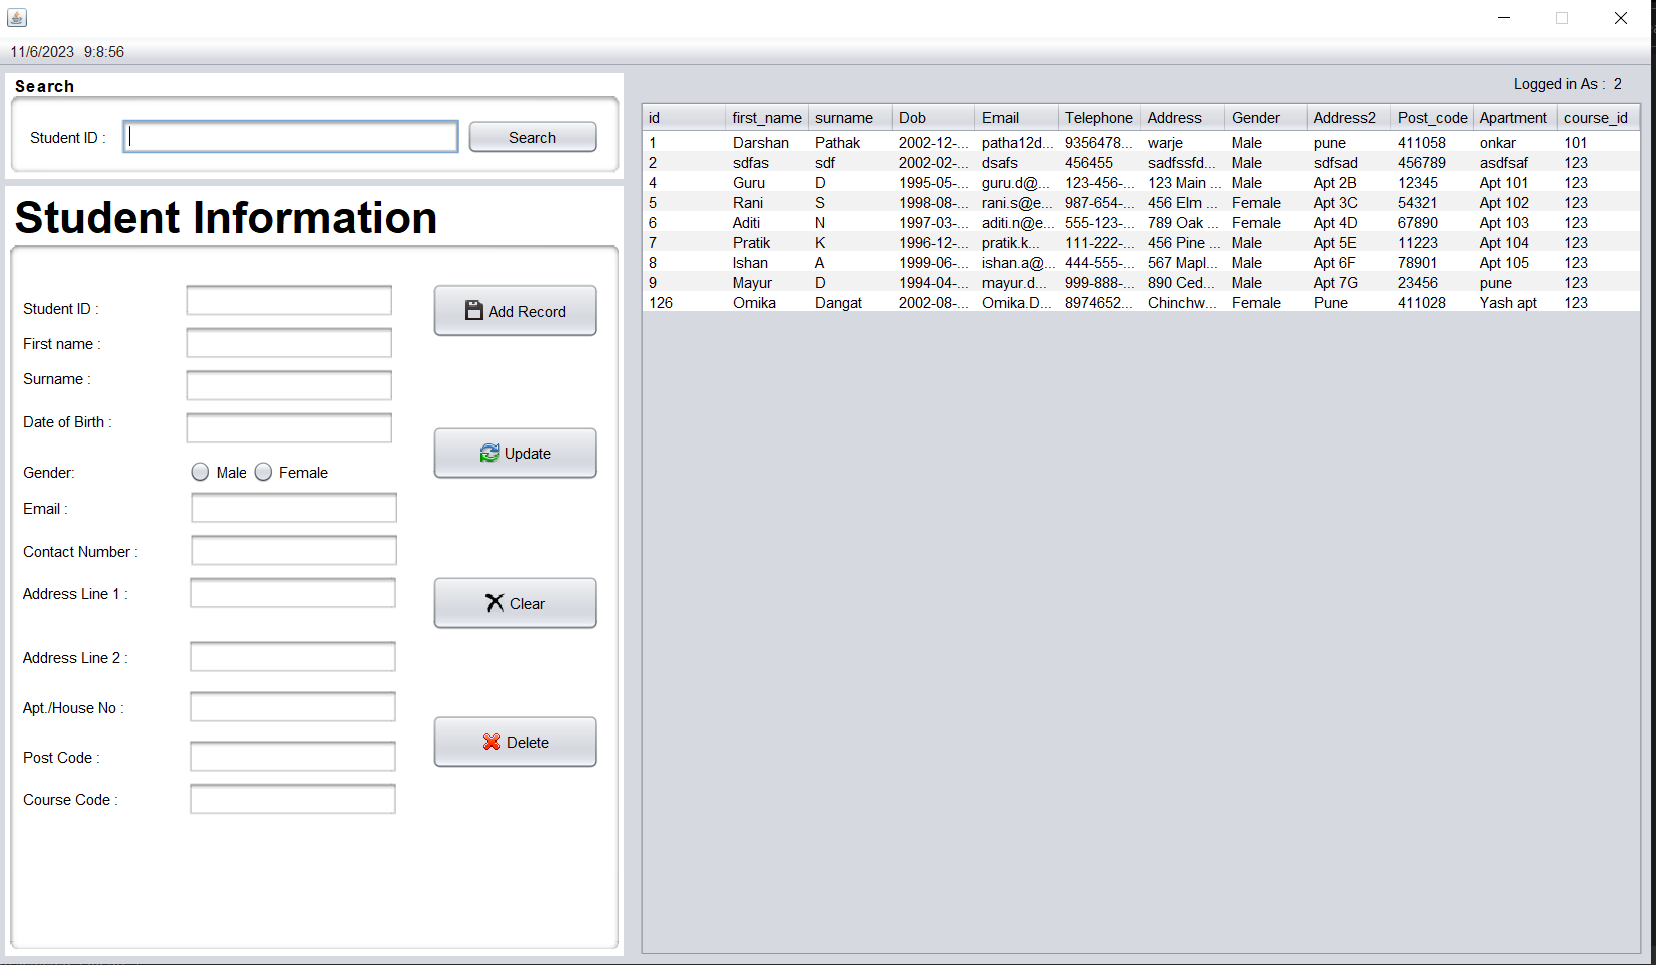 11/6/2023 9:8:56
Search
Student ID :
Search
Student Information
Student ID :
Add Record
First name :
Surname :
Date of Birth :
Update
Gender: Male Female
Email :
Contact Number :
Address Line 1 :
Clear
Address Line 2 :
Apt./House No :
Delete
Post Code :
Course Code :
Logged in As : 2
id first_name surname Dob Email Telephone Address Gender Address2 Post_code Apartment course_id
1 Darshan Pathak 2002-12-... patha12d... 9356478... warje Male pune 411058 onkar 101
2 sdfas sdf 2002-02-... dsafs 456455 sadfssfd... Male sdfsad 456789 asdfsaf 123
4 Guru D 1995-05-... guru.d@... 123-456-... 123 Main ... Male Apt 2B 12345 Apt 101 123
5 Rani S 1998-08-... rani.s@e... 987-654-... 456 Elm ... Female Apt 3C 54321 Apt 102 123
6 Aditi N 1997-03-... aditi.n@e... 555-123-... 789 Oak ... Female Apt 4D 67890 Apt 103 123
7 Pratik K 1996-12-... pratik.k... 111-222-... 456 Pine ... Male Apt 5E 11223 Apt 104 123
8 Ishan A 1999-06-... ishan.a@... 444-555-... 567 Mapl... Male Apt 6F 78901 Apt 105 123
9 Mayur D 1994-04-... mayur.d... 999-888-... 890 Ced... Male Apt 7G 23456 pune 123
126 Omika Dangat 2002-08-... Omika.D... 8974652... Chinchw... Female Pune 411028 Yash apt 123